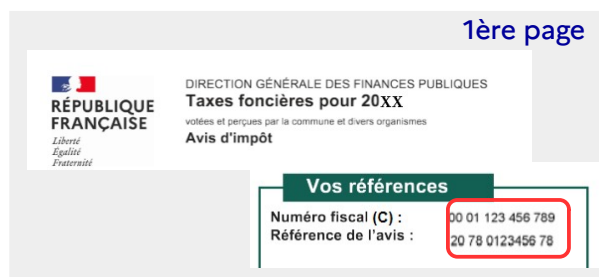 1ère page
DIRECTION GÉNÉRALE DES FINANCES PUBLIQUES
Taxes foncières pour 20XX
votées et perçues par la commune et divers organismes
Avis d'impôt
RÉPUBLIQUE
FRANÇAISE
Liberté
Égalité
Fraternité
Vos références
Numéro fiscal (C) : 00 01 123 456 789
Référence de l'avis : 20 78 0123456 78